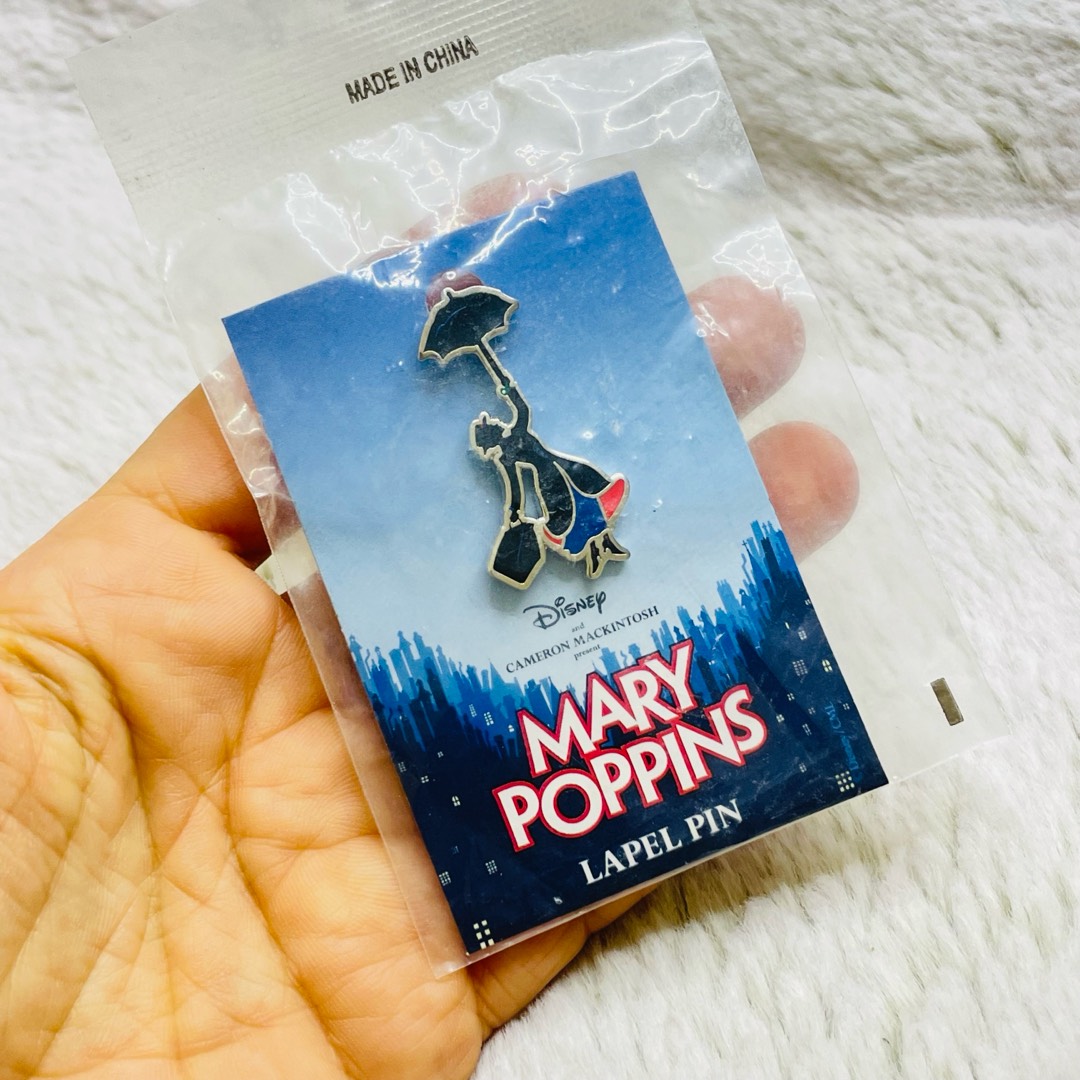 MADE IN CHINA
Disney
and
CAMERON MACKINTOSH
present
MARY
POPPINS
LAPEL PIN